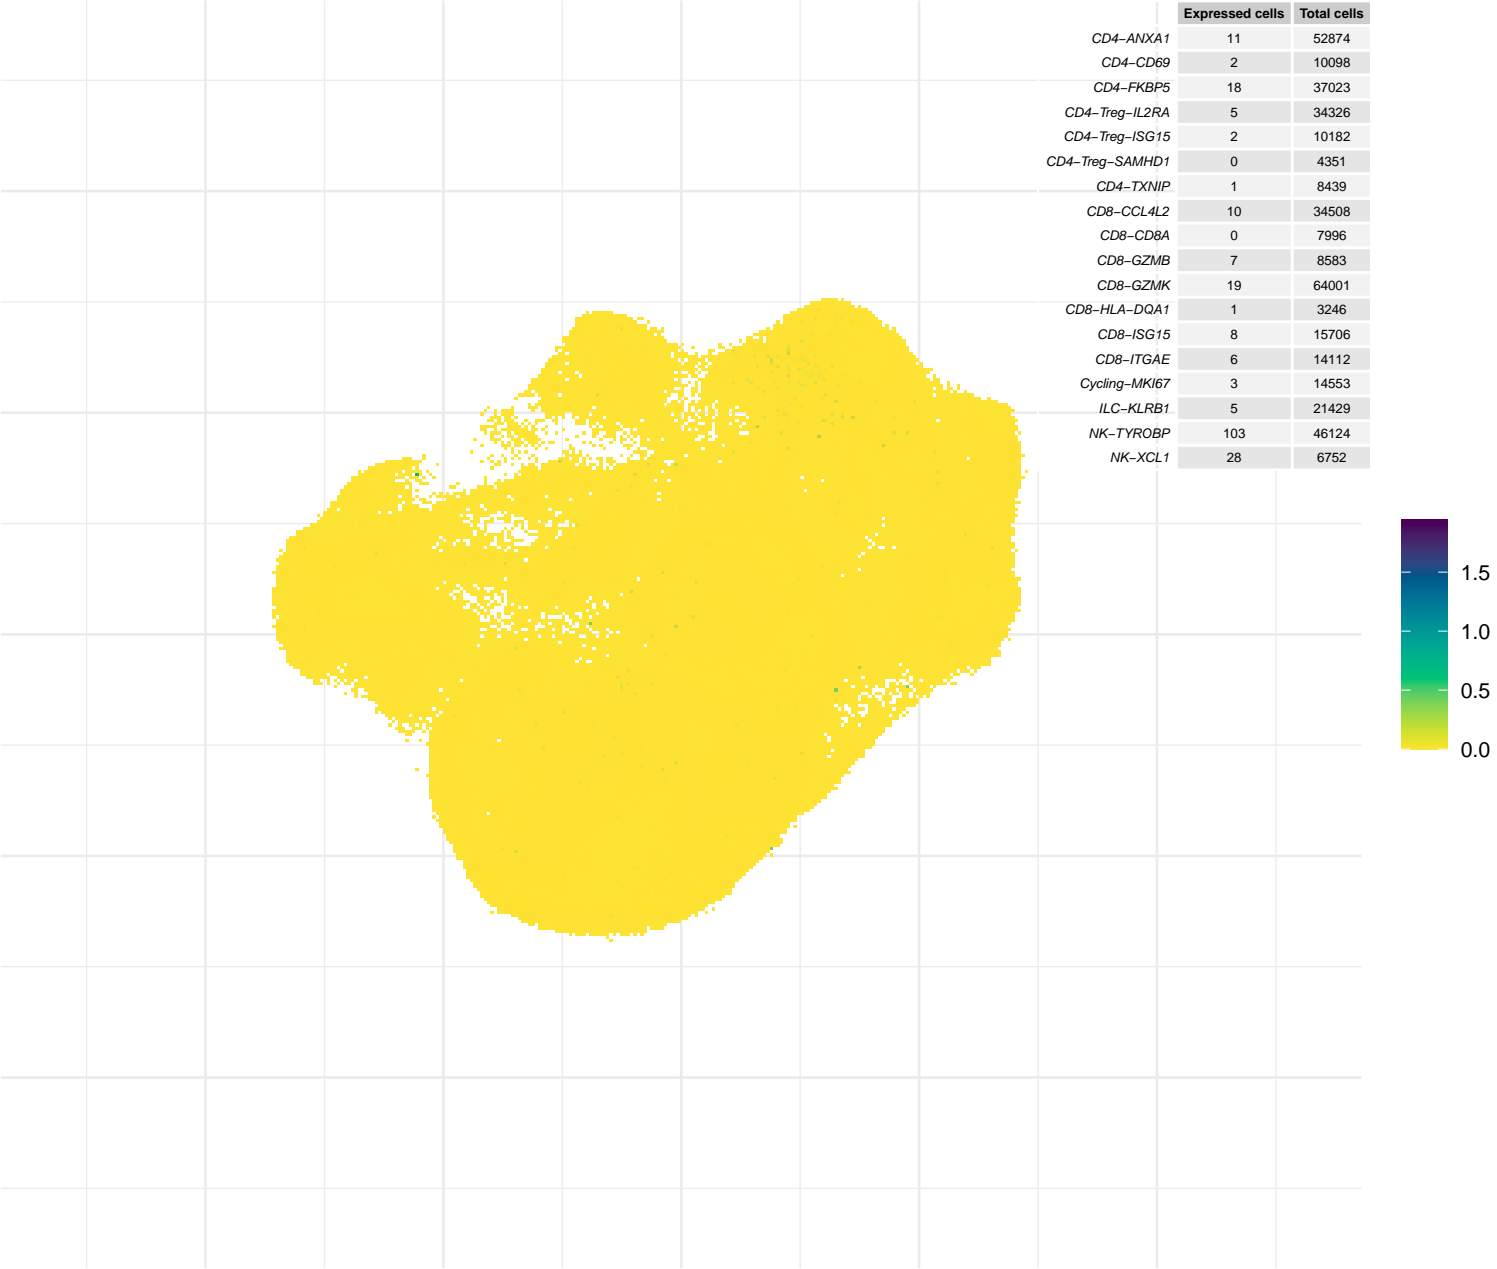 Expressed cells Total cells
CD4−ANXA1 11 52874
CD4−CD69 2 10098
CD4−FKBP5 18 37023
CD4−Treg−IL2RA 5 34326
CD4−Treg−ISG15 2 10182
CD4−Treg−SAMHD1 0 4351
CD4−TXNIP 1 8439
CD8−CCL4L2 10 34508
CD8−CD8A 0 7996
CD8−GZMB 7 8583
CD8−GZMK 19 64001
CD8−HLA−DQA1 1 3246
CD8−ISG15 8 15706
CD8−ITGAE 6 14112
Cycling−MKI67 3 14553
ILC−KLRB1 5 21429
NK−TYROBP 103 46124
NK−XCL1 28 6752
1.5
1.0
0.5
0.0